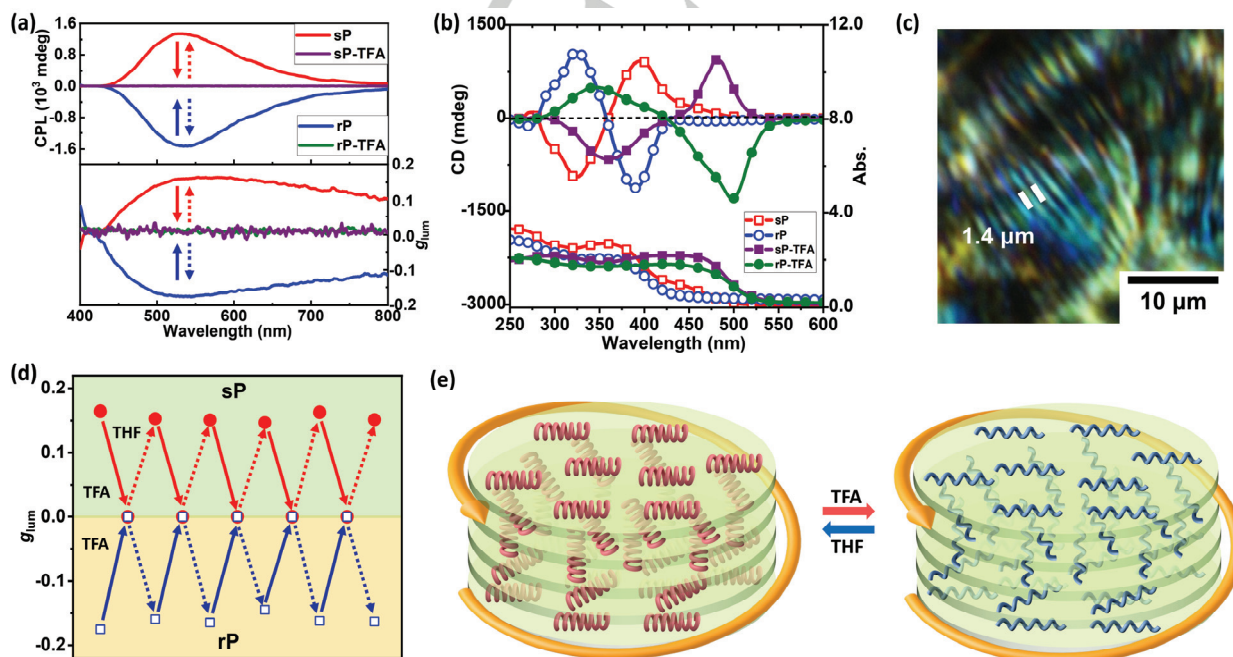 (a)
CPL (10³ mdeg)
1.6
0.8
0.0
-0.8
-1.6
sP
sP-TFA
rP
rP-TFA
0.2
0.1
0.0
-0.1
-0.2
g_lum
400 500 600 700 800
Wavelength (nm)
(b)
CD (mdeg)
1500
0
-1500
-3000
12.0
8.0
4.0
0.0
Abs.
sP
rP
sP-TFA
rP-TFA
250 300 350 400 450 500 550 600
Wavelength (nm)
(c)
1.4 µm
10 µm
(d)
g_lum
0.2
0.1
0.0
-0.1
-0.2
sP
THF
TFA
TFA
rP
(e)
TFA
THF